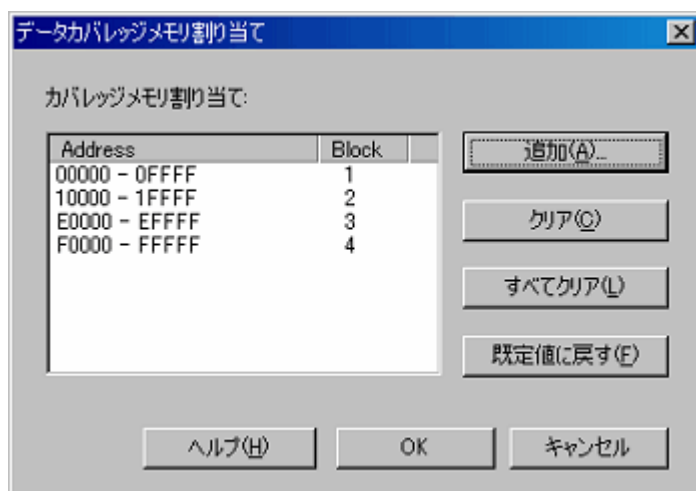 データカバレッジメモリ割り当て
カバレッジメモリ割り当て:
Address Block
00000 - 0FFFF 1
10000 - 1FFFF 2
E0000 - EFFFF 3
F0000 - FFFFF 4
追加(A)...
クリア(C)
すべてクリア(L)
既定値に戻す(F)
ヘルプ(H) OK キャンセル